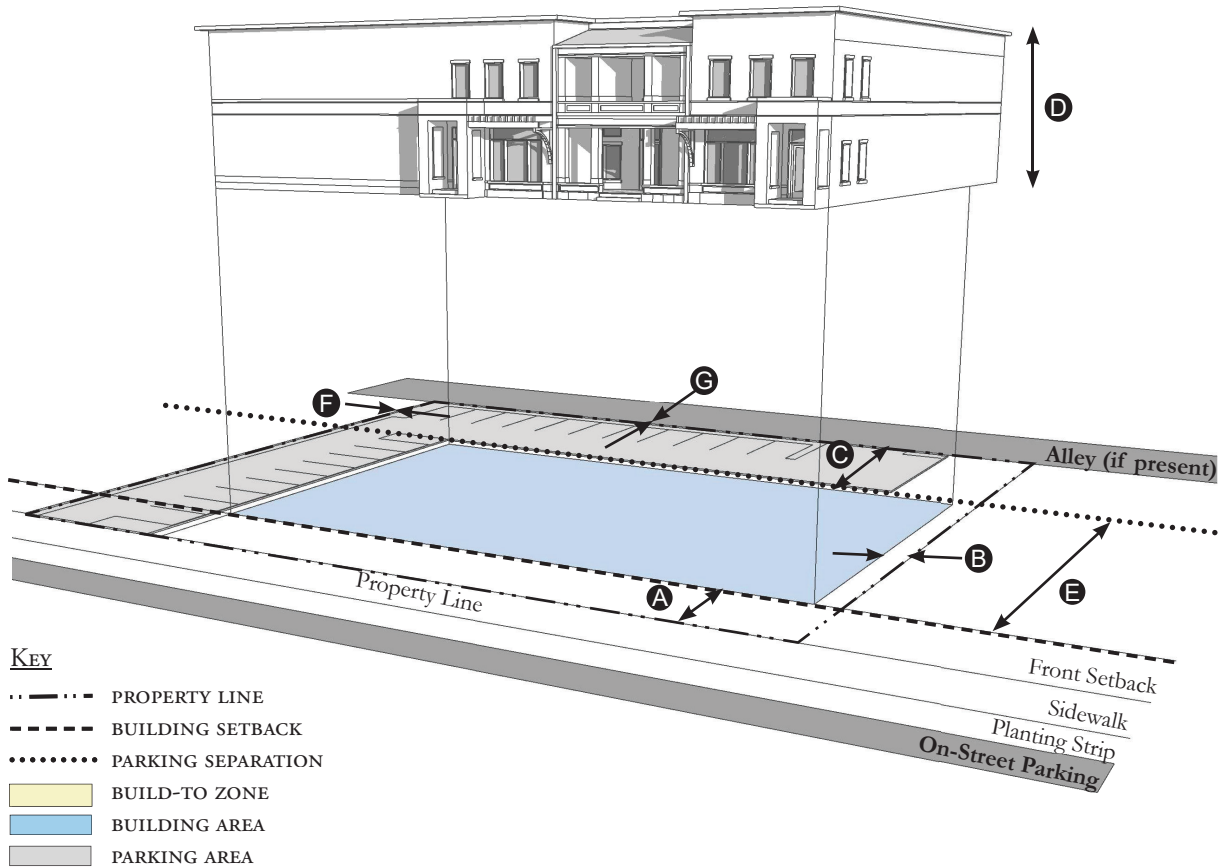 D
G
F
C
Alley (if present)
B
A
E
Property Line
Front Setback
Sidewalk
Planting Strip
On-Street Parking
KEY
PROPERTY LINE
BUILDING SETBACK
PARKING SEPARATION
BUILD-TO ZONE
BUILDING AREA
PARKING AREA